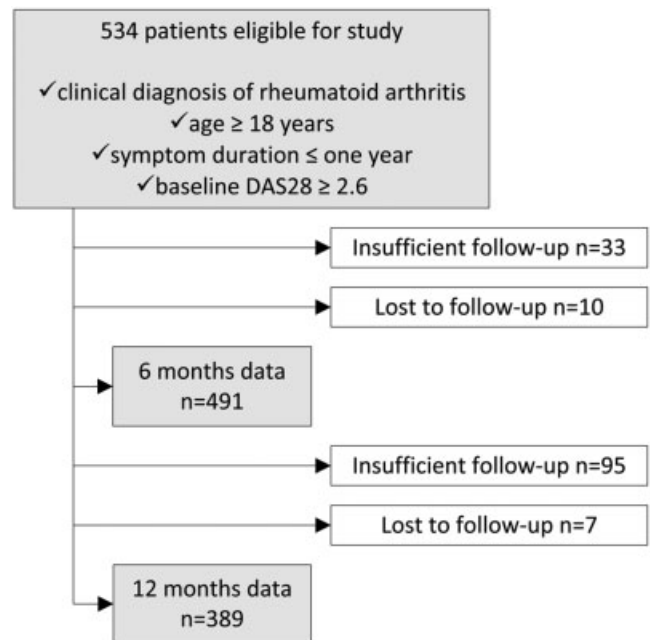 534 patients eligible for study
✓clinical diagnosis of rheumatoid arthritis
✓age ≥ 18 years
✓symptom duration ≤ one year
✓baseline DAS28 ≥ 2.6
Insufficient follow-up n=33
Lost to follow-up n=10
6 months data
n=491
Insufficient follow-up n=95
Lost to follow-up n=7
12 months data
n=389